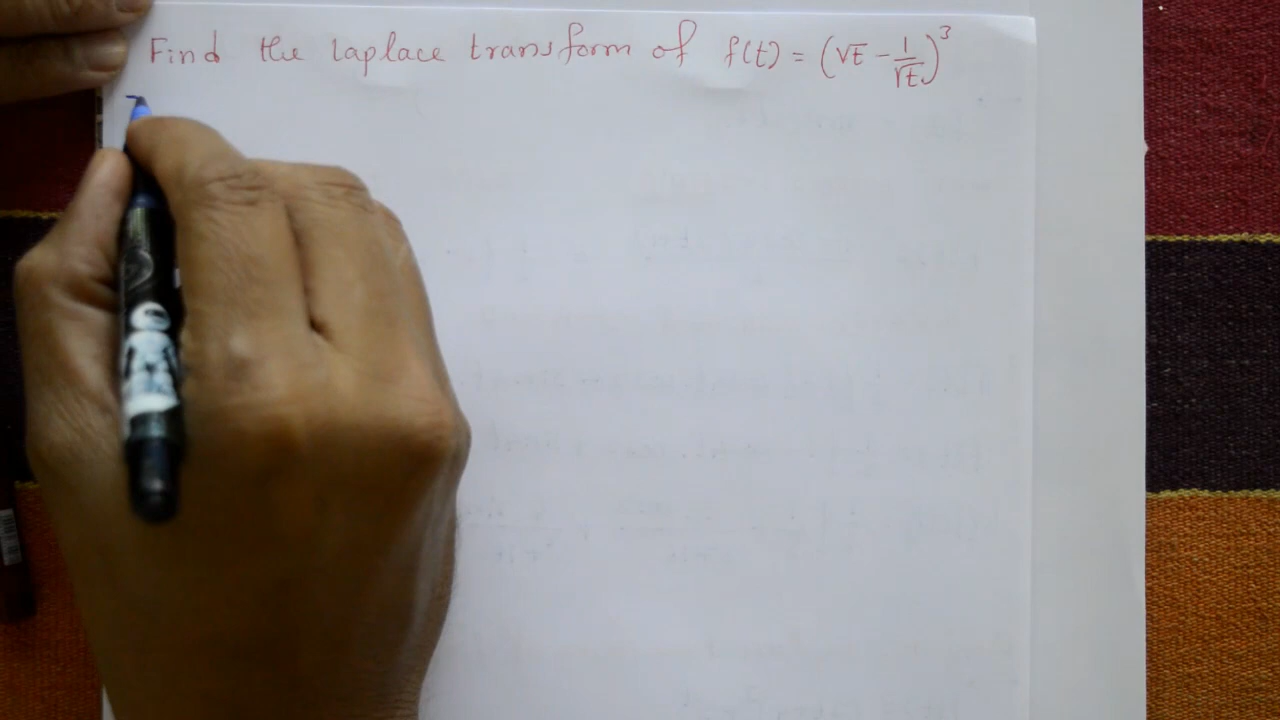 Find the laplace transform of f(t) = (√t - 1/√t)³